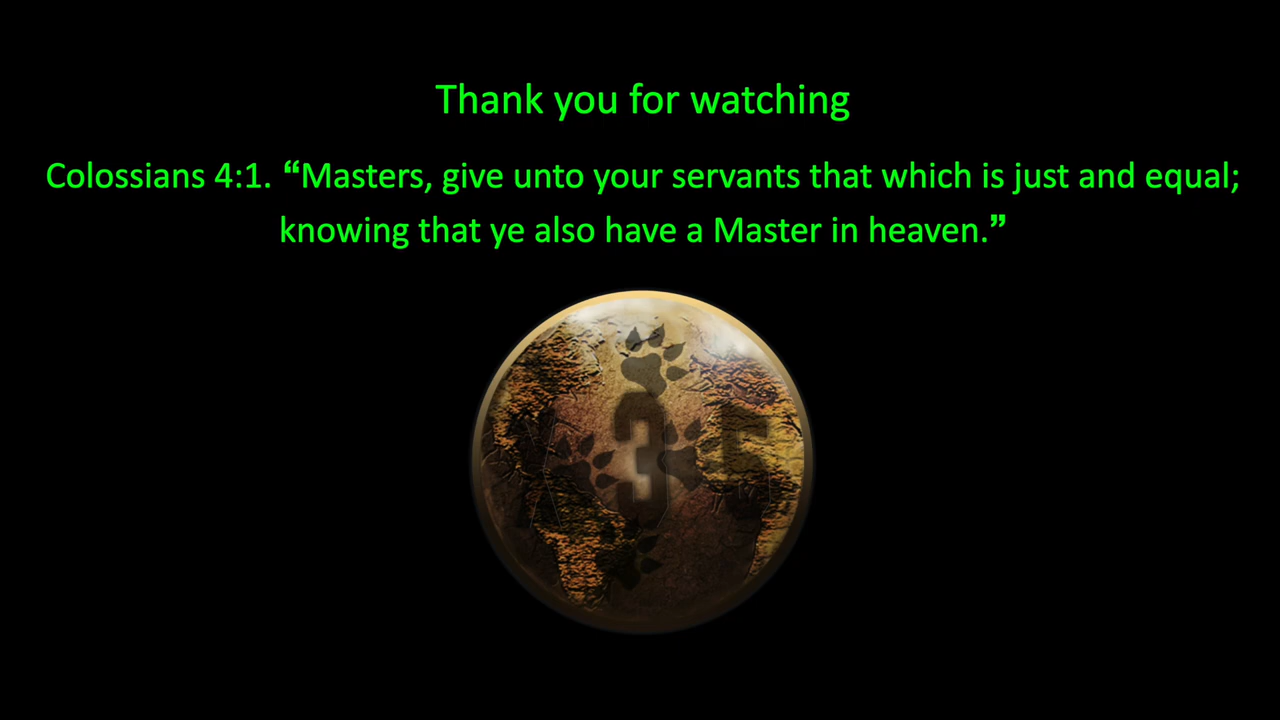 Thank you for watching
Colossians 4:1. ❝Masters, give unto your servants that which is just and equal;
knowing that ye also have a Master in heaven.❞
3